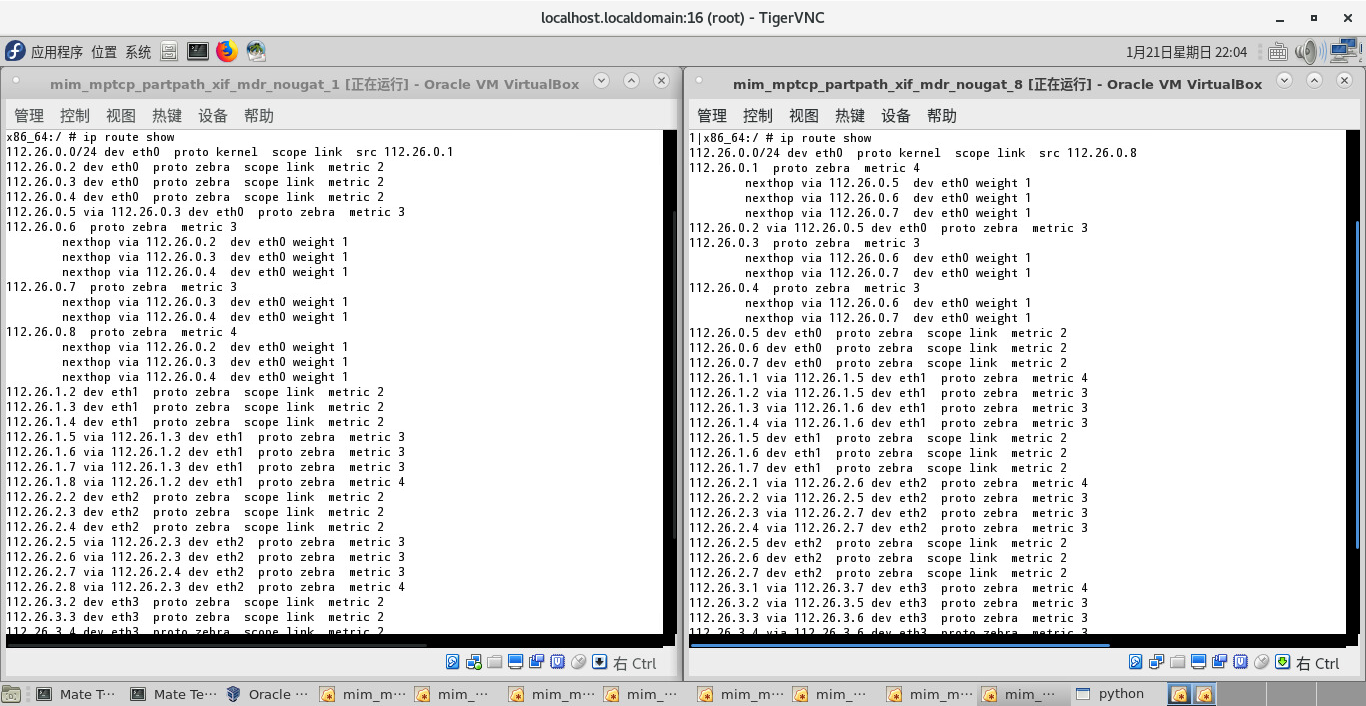 localhost.localdomain:16 (root) - TigerVNC
应用程序 位置 系统
1月21日星期日 22:04
mim_mptcp_partpath_xif_mdr_nougat_1 [正在运行] - Oracle VM VirtualBox
管理 控制 视图 热键 设备 帮助
x86_64:/ # ip route show
112.26.0.0/24 dev eth0  proto kernel  scope link  src 112.26.0.1
112.26.0.2 dev eth0  proto zebra  scope link  metric 2
112.26.0.3 dev eth0  proto zebra  scope link  metric 2
112.26.0.4 dev eth0  proto zebra  scope link  metric 2
112.26.0.5 via 112.26.0.3 dev eth0  proto zebra  metric 3
112.26.0.6  proto zebra  metric 3
nexthop via 112.26.0.2  dev eth0 weight 1
nexthop via 112.26.0.3  dev eth0 weight 1
nexthop via 112.26.0.4  dev eth0 weight 1
112.26.0.7  proto zebra  metric 3
nexthop via 112.26.0.3  dev eth0 weight 1
nexthop via 112.26.0.4  dev eth0 weight 1
112.26.0.8  proto zebra  metric 4
nexthop via 112.26.0.2  dev eth0 weight 1
nexthop via 112.26.0.3  dev eth0 weight 1
nexthop via 112.26.0.4  dev eth0 weight 1
112.26.1.2 dev eth1  proto zebra  scope link  metric 2
112.26.1.3 dev eth1  proto zebra  scope link  metric 2
112.26.1.4 dev eth1  proto zebra  scope link  metric 2
112.26.1.5 via 112.26.1.3 dev eth1  proto zebra  metric 3
112.26.1.6 via 112.26.1.2 dev eth1  proto zebra  metric 3
112.26.1.7 via 112.26.1.3 dev eth1  proto zebra  metric 3
112.26.1.8 via 112.26.1.2 dev eth1  proto zebra  metric 4
112.26.2.2 dev eth2  proto zebra  scope link  metric 2
112.26.2.3 dev eth2  proto zebra  scope link  metric 2
112.26.2.4 dev eth2  proto zebra  scope link  metric 2
112.26.2.5 via 112.26.2.3 dev eth2  proto zebra  metric 3
112.26.2.6 via 112.26.2.3 dev eth2  proto zebra  metric 3
112.26.2.7 via 112.26.2.4 dev eth2  proto zebra  metric 3
112.26.2.8 via 112.26.2.3 dev eth2  proto zebra  metric 4
112.26.3.2 dev eth3  proto zebra  scope link  metric 2
112.26.3.3 dev eth3  proto zebra  scope link  metric 2
112.26.3.4 dev eth3  proto zebra  scope link  metric 2
右 Ctrl
mim_mptcp_partpath_xif_mdr_nougat_8 [正在运行] - Oracle VM VirtualBox
管理 控制 视图 热键 设备 帮助
1|x86_64:/ # ip route show
112.26.0.0/24 dev eth0  proto kernel  scope link  src 112.26.0.8
112.26.0.1  proto zebra  metric 4
nexthop via 112.26.0.5  dev eth0 weight 1
nexthop via 112.26.0.6  dev eth0 weight 1
nexthop via 112.26.0.7  dev eth0 weight 1
112.26.0.2 via 112.26.0.5 dev eth0  proto zebra  metric 3
112.26.0.3  proto zebra  metric 3
nexthop via 112.26.0.6  dev eth0 weight 1
nexthop via 112.26.0.7  dev eth0 weight 1
112.26.0.4  proto zebra  metric 3
nexthop via 112.26.0.6  dev eth0 weight 1
nexthop via 112.26.0.7  dev eth0 weight 1
112.26.0.5 dev eth0  proto zebra  scope link  metric 2
112.26.0.6 dev eth0  proto zebra  scope link  metric 2
112.26.0.7 dev eth0  proto zebra  scope link  metric 2
112.26.1.1 via 112.26.1.5 dev eth1  proto zebra  metric 4
112.26.1.2 via 112.26.1.5 dev eth1  proto zebra  metric 3
112.26.1.3 via 112.26.1.6 dev eth1  proto zebra  metric 3
112.26.1.4 via 112.26.1.6 dev eth1  proto zebra  metric 3
112.26.1.5 dev eth1  proto zebra  scope link  metric 2
112.26.1.6 dev eth1  proto zebra  scope link  metric 2
112.26.1.7 dev eth1  proto zebra  scope link  metric 2
112.26.2.1 via 112.26.2.6 dev eth2  proto zebra  metric 4
112.26.2.2 via 112.26.2.5 dev eth2  proto zebra  metric 3
112.26.2.3 via 112.26.2.7 dev eth2  proto zebra  metric 3
112.26.2.4 via 112.26.2.7 dev eth2  proto zebra  metric 3
112.26.2.5 dev eth2  proto zebra  scope link  metric 2
112.26.2.6 dev eth2  proto zebra  scope link  metric 2
112.26.2.7 dev eth2  proto zebra  scope link  metric 2
112.26.3.1 via 112.26.3.7 dev eth3  proto zebra  metric 4
112.26.3.2 via 112.26.3.5 dev eth3  proto zebra  metric 3
112.26.3.3 via 112.26.3.6 dev eth3  proto zebra  metric 3
112.26.3.4 via 112.26.3.6 dev eth3  proto zebra  metric 3
右 Ctrl
Mate T··· Mate Te··· Oracle ··· mim_m··· mim_··· mim_m··· mim_··· mim_m··· mim_··· mim_m··· mim_··· python